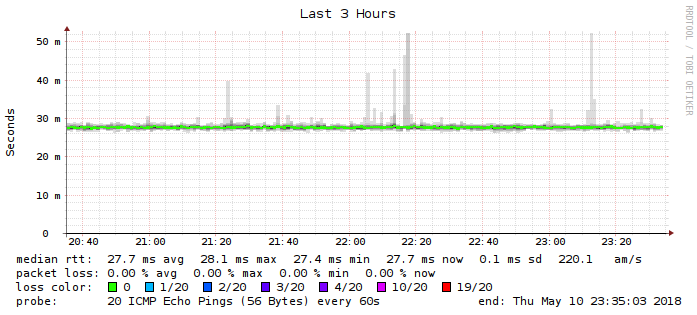 Last 3 Hours
RRDTOOL / TOBI OETIKER
Seconds
50 m
40 m
30 m
20 m
10 m
0
20:40 21:00 21:20 21:40 22:00 22:20 22:40 23:00 23:20
median rtt: 27.7 ms avg 28.1 ms max 27.4 ms min 27.7 ms now 0.1 ms sd 220.1 am/s
packet loss: 0.00 % avg 0.00 % max 0.00 % min 0.00 % now
loss color: 0 1/20 2/20 3/20 4/20 10/20 19/20
probe: 20 ICMP Echo Pings (56 Bytes) every 60s end: Thu May 10 23:35:03 2018